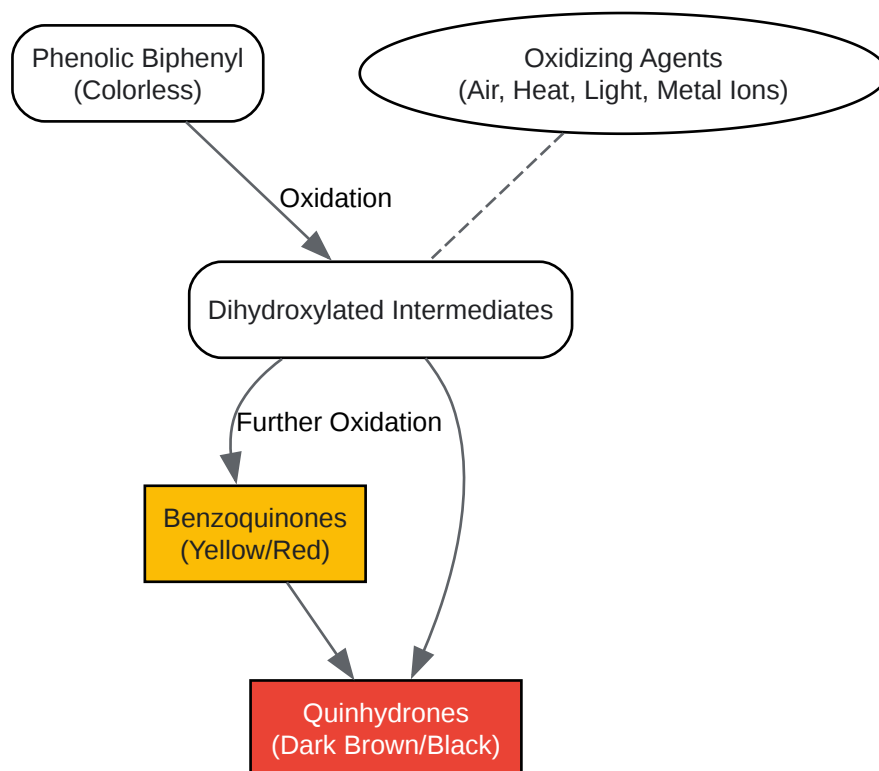 Phenolic Biphenyl
(Colorless)
Oxidizing Agents
(Air, Heat, Light, Metal Ions)
Oxidation
Dihydroxylated Intermediates
Further Oxidation
Benzoquinones
(Yellow/Red)
Quinhydrones
(Dark Brown/Black)